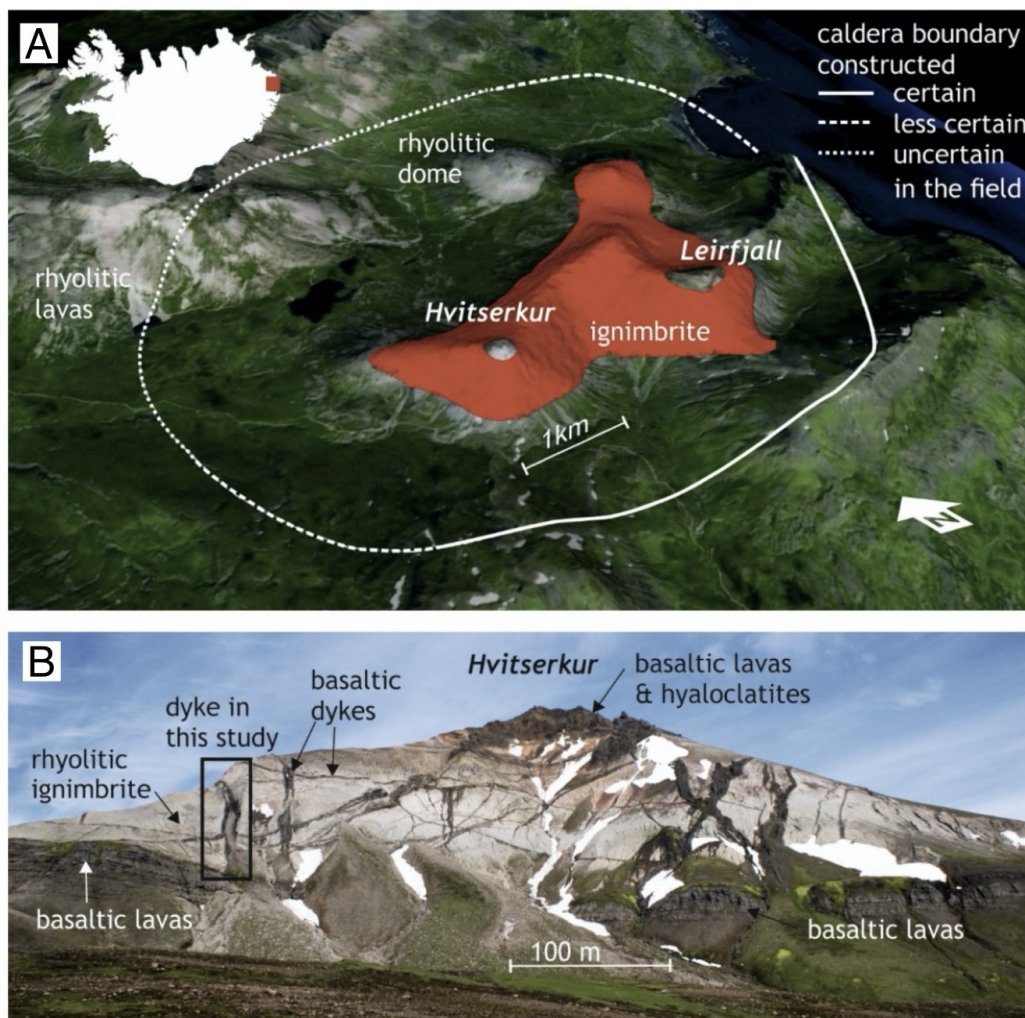 A
caldera boundary
constructed
certain
less certain
uncertain
in the field
rhyolitic
dome
rhyolitic
lavas
Leirfjall
Hvitserkur
ignimbrite
1km
N
B
Hvitserkur
basaltic lavas
& hyaloclatites
basaltic
dykes
dyke in
this study
rhyolitic
ignimbrite
basaltic lavas
basaltic lavas
100 m